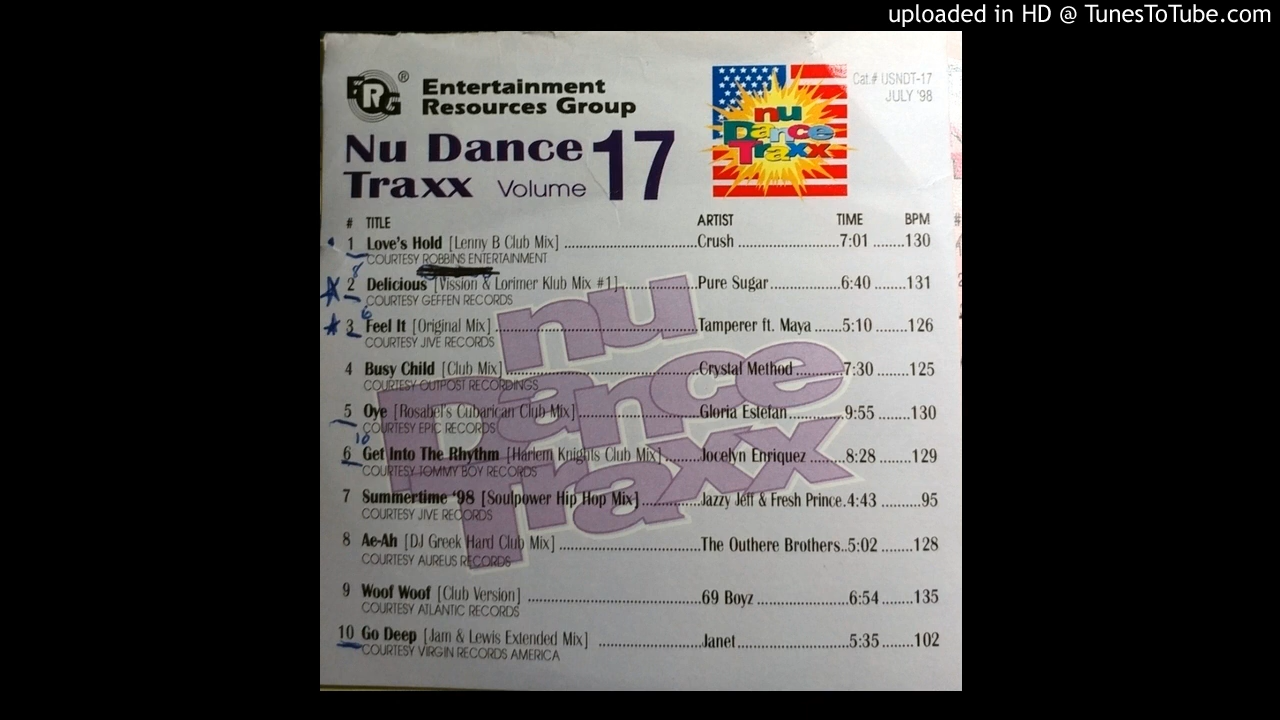 uploaded in HD @ TunesToTube.com
ERG® Entertainment
Resources Group
Cat.# USNDT-17
JULY '98
nu
Dance
Traxx
Nu Dance 17
Traxx Volume
# TITLE ARTIST TIME BPM
1 Love's Hold [Lenny B Club Mix] Crush 7:01 130
COURTESY ROBBINS ENTERTAINMENT
8
2 Delicious [Vission & Lorimer Klub Mix #1] Pure Sugar 6:40 131
COURTESY GEFFEN RECORDS
6
3 Feel It [Original Mix] Tamperer ft. Maya 5:10 126
COURTESY JIVE RECORDS
4 Busy Child [Club Mix] Crystal Method 7:30 125
COURTESY OUTPOST RECORDINGS
5 Oye [Rosabel's Cubarican Club Mix] Gloria Estefan 9:55 130
COURTESY EPIC RECORDS
10
6 Get Into The Rhythm [Harlem Knights Club Mix] Jocelyn Enriquez 8:28 129
COURTESY TOMMY BOY RECORDS
7 Summertime '98 [Soulpower Hip Hop Mix] Jazzy Jeff & Fresh Prince 4:43 95
COURTESY JIVE RECORDS
8 Ae-Ah [DJ Greek Hard Club Mix] The Outhere Brothers 5:02 128
COURTESY AUREUS RECORDS
9 Woof Woof [Club Version] 69 Boyz 6:54 135
COURTESY ATLANTIC RECORDS
10 Go Deep [Jam & Lewis Extended Mix] Janet 5:35 102
COURTESY VIRGIN RECORDS AMERICA
nu
Dance
Traxx